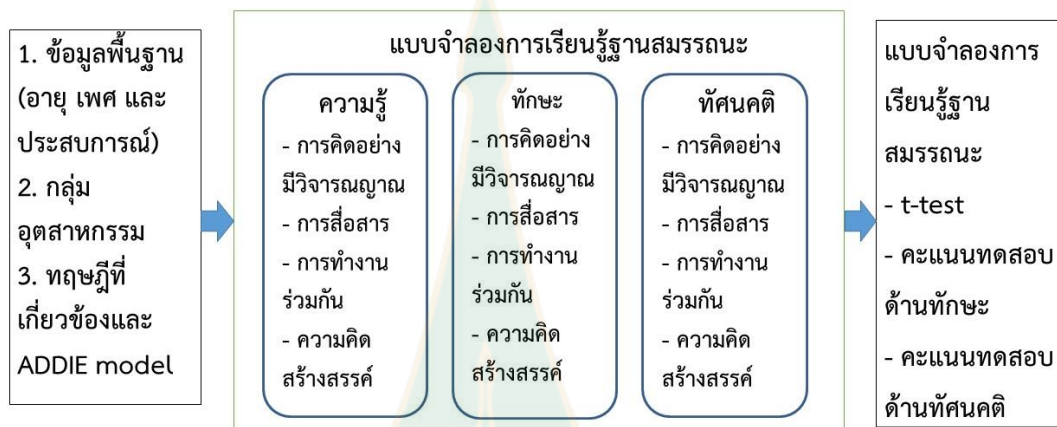 1. ข้อมูลพื้นฐาน
(อายุ เพศ และ
ประสบการณ์)
2. กลุ่ม
อุตสาหกรรม
3. ทฤษฎีที่
เกี่ยวข้องและ
ADDIE model
แบบจำลองการเรียนรู้ฐานสมรรถนะ
ความรู้
- การคิดอย่าง
มีวิจารณญาณ
- การสื่อสาร
- การทำงาน
ร่วมกัน
- ความคิด
สร้างสรรค์
ทักษะ
- การคิดอย่าง
มีวิจารณญาณ
- การสื่อสาร
- การทำงาน
ร่วมกัน
- ความคิด
สร้างสรรค์
ทัศนคติ
- การคิดอย่าง
มีวิจารณญาณ
- การสื่อสาร
- การทำงาน
ร่วมกัน
- ความคิด
สร้างสรรค์
แบบจำลองการ
เรียนรู้ฐาน
สมรรถนะ
- t-test
- คะแนนทดสอบ
ด้านทักษะ
- คะแนนทดสอบ
ด้านทัศนคติ